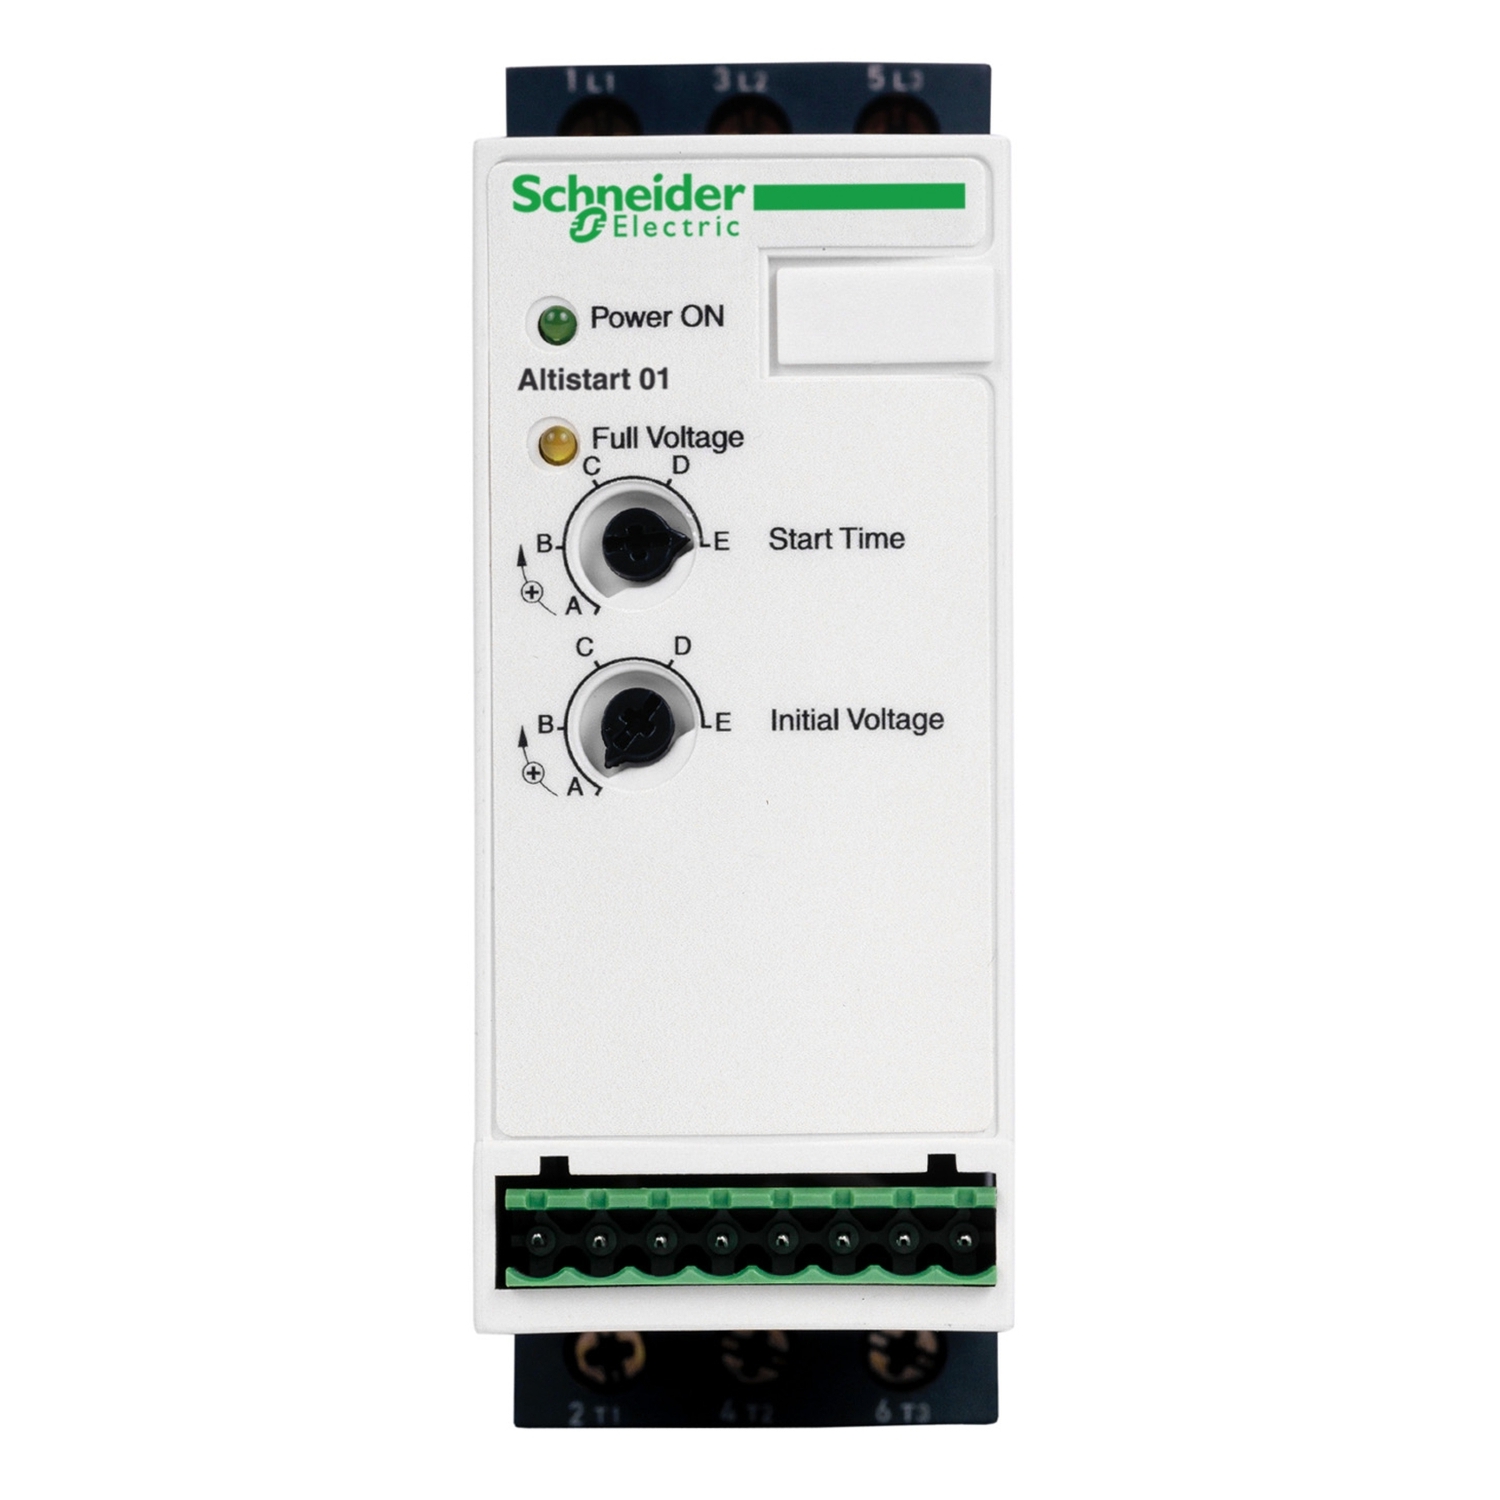 1 L1 3 L2 5 L3
Schneider
Electric
Power ON
Altistart 01
Full Voltage
C D
B E Start Time
A
C D
B E Initial Voltage
A
2 T1 4 T2 6 T3